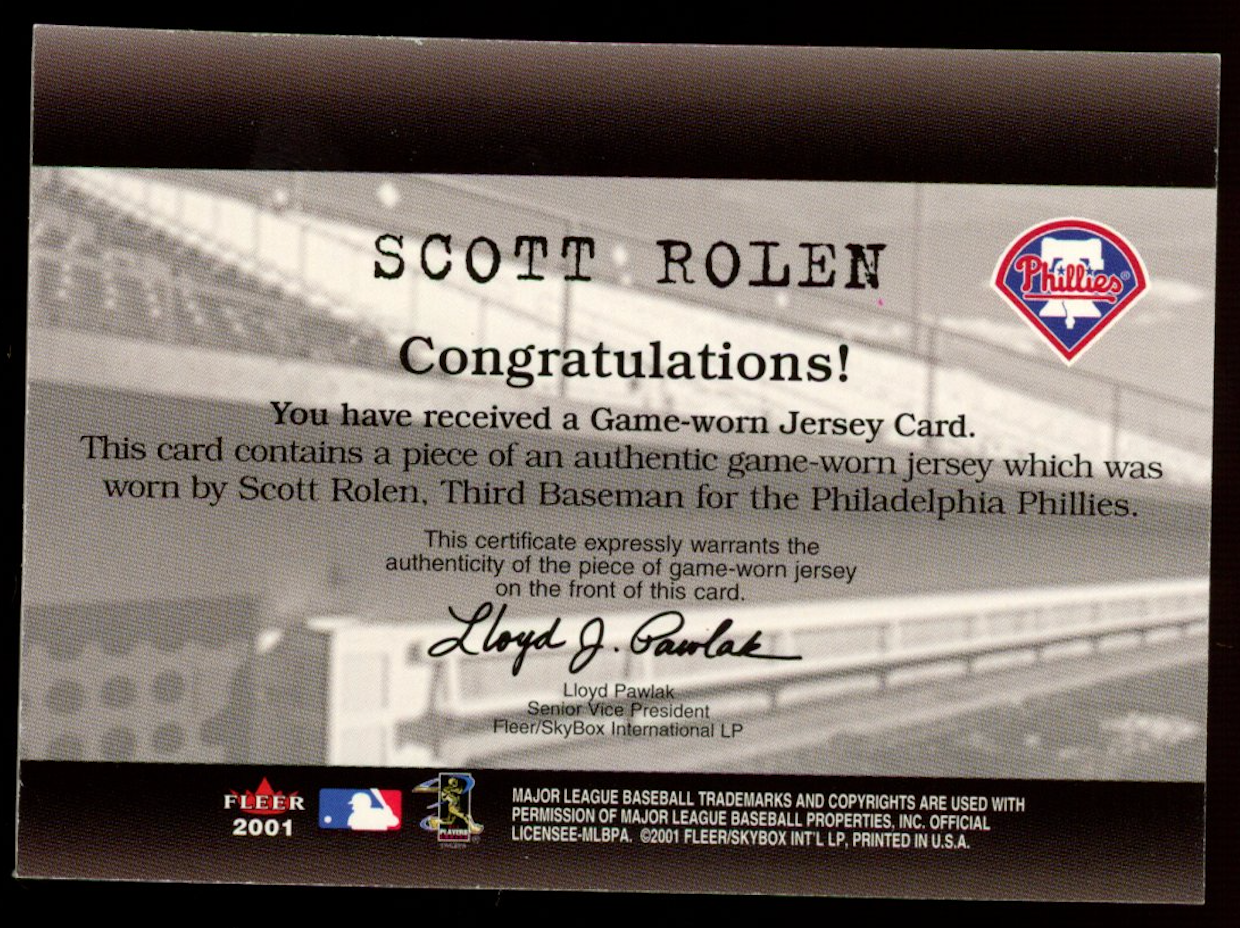 SCOTT ROLEN
Phillies®
Congratulations!
You have received a Game-worn Jersey Card.
This card contains a piece of an authentic game-worn jersey which was
worn by Scott Rolen, Third Baseman for the Philadelphia Phillies.
This certificate expressly warrants the
authenticity of the piece of game-worn jersey
on the front of this card.
Lloyd J. Pawlak
Lloyd Pawlak
Senior Vice President
Fleer/SkyBox International LP
FLEER
2001
PLAYERS
MAJOR LEAGUE BASEBALL TRADEMARKS AND COPYRIGHTS ARE USED WITH
PERMISSION OF MAJOR LEAGUE BASEBALL PROPERTIES, INC. OFFICIAL
LICENSEE-MLBPA. ©2001 FLEER/SKYBOX INT'L LP, PRINTED IN U.S.A.